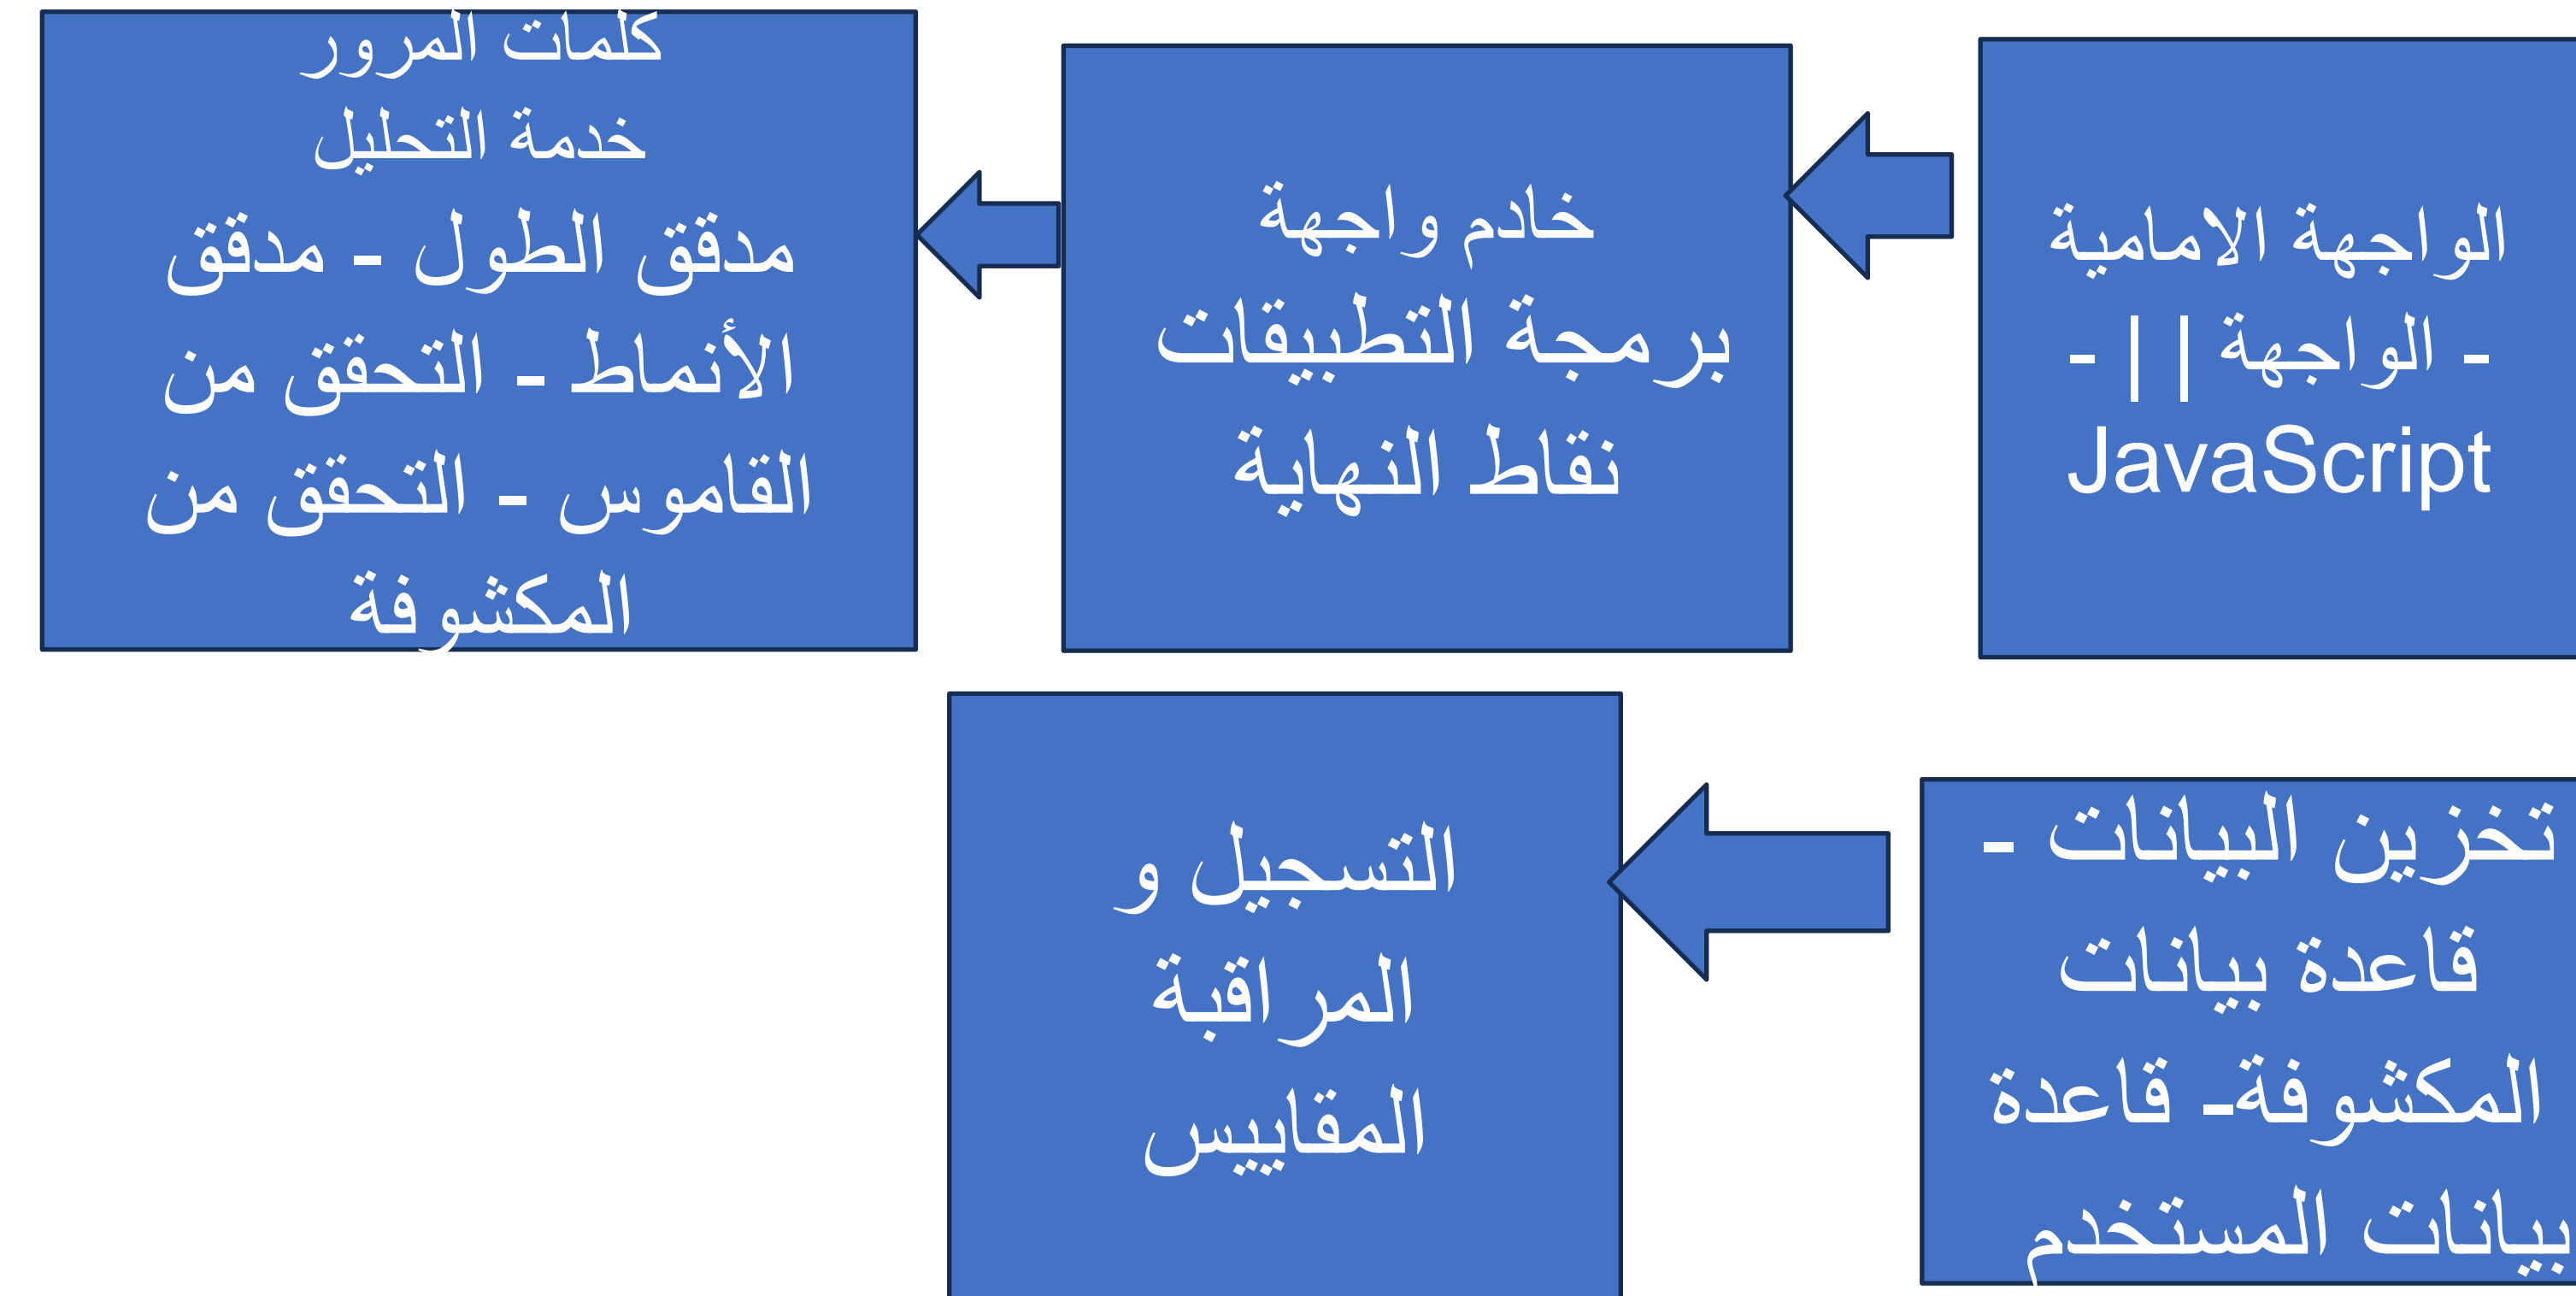 الواجهة الامامية
- الواجهة || -
JavaScript
خادم واجهة
برمجة التطبيقات
نقاط النهاية
كلمات المرور
خدمة التحليل
مدقق الطول - مدقق
الأنماط - التحقق من
القاموس - التحقق من
المكشوفة
تخزين البيانات -
قاعدة بيانات
المكشوفة- قاعدة
بيانات المستخدم
التسجيل و
المراقبة
المقاييس